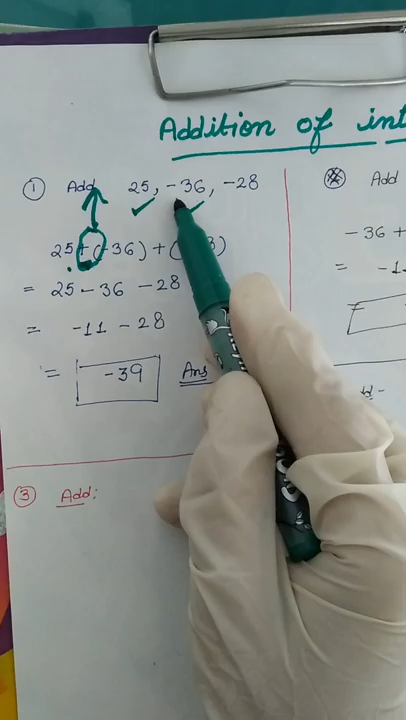 Addition of int
① Add 25, -36, -28
25 + (-36) + ( 8)
= 25 - 36 - 28
= -11 - 28
= -39 Ans
Add
-36 +
= -1
③ Add: